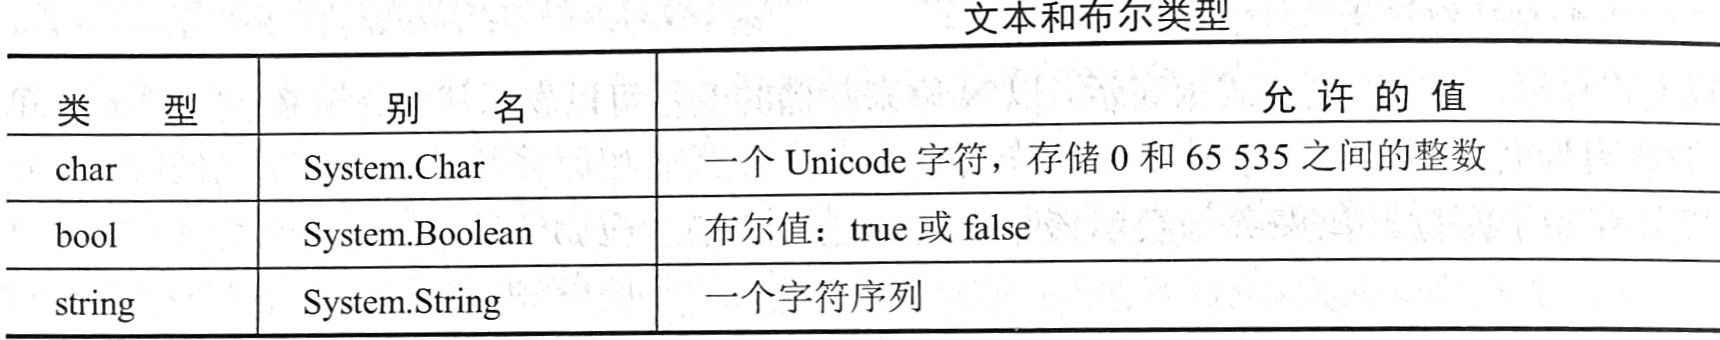 文本和布尔类型
类 型 别 名 允 许 的 值
char System.Char 一个 Unicode 字符，存储 0 和 65 535 之间的整数
bool System.Boolean 布尔值：true 或 false
string System.String 一个字符序列